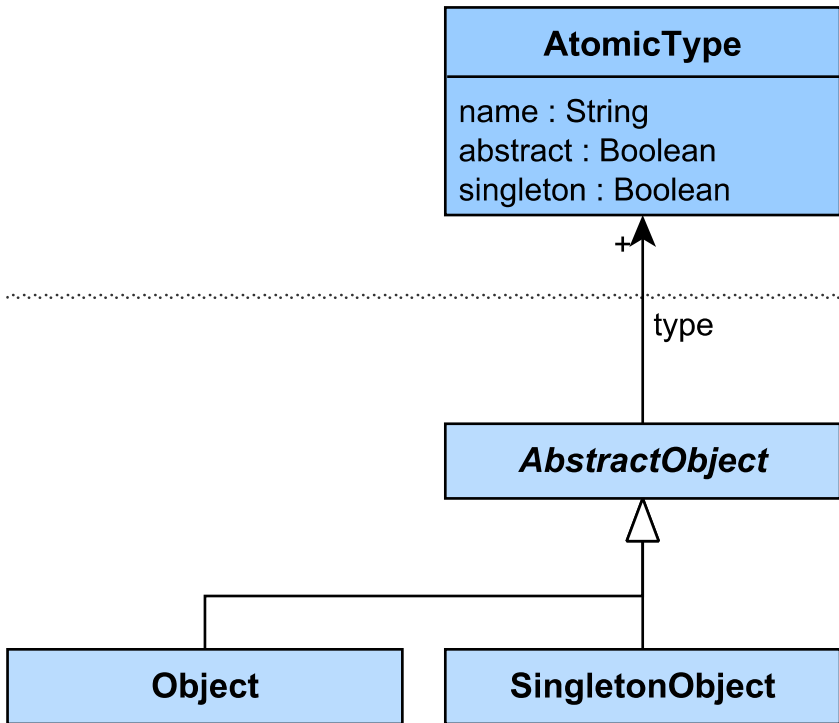 AtomicType
name : String
abstract : Boolean
singleton : Boolean
+
type
AbstractObject
Object
SingletonObject